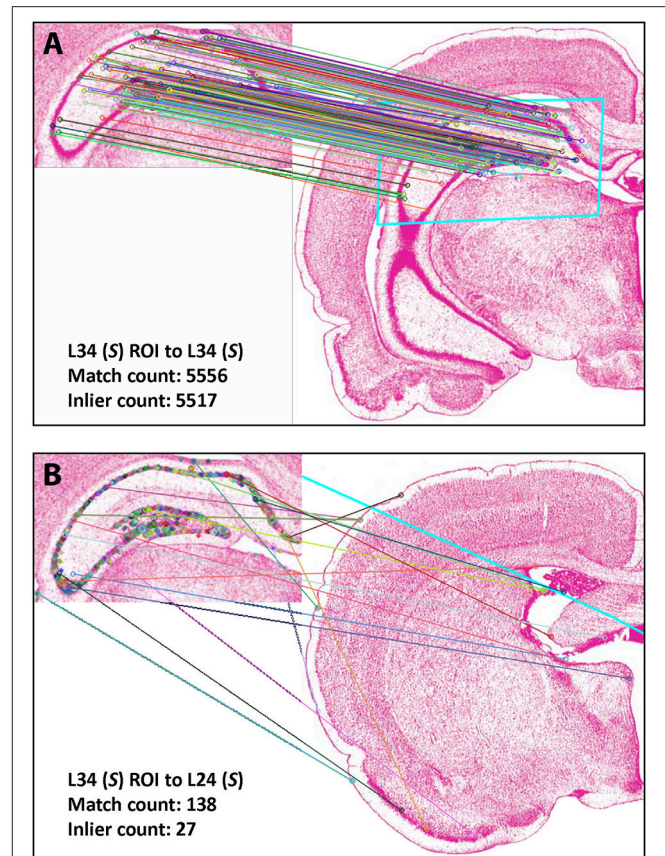 A
L34 (S) ROI to L34 (S)
Match count: 5556
Inlier count: 5517
B
L34 (S) ROI to L24 (S)
Match count: 138
Inlier count: 27